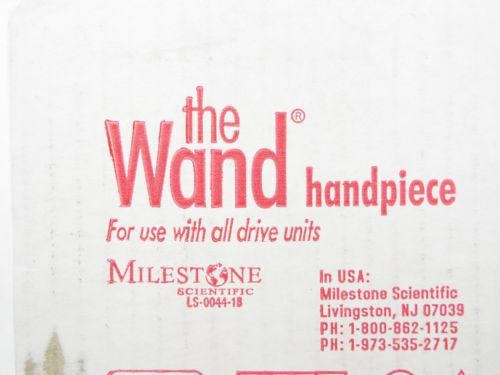 the
Wand® handpiece
For use with all drive units
MILESTONE
SCIENTIFIC
LS-0044-1B
In USA:
Milestone Scientific
Livingston, NJ 07039
PH: 1-800-862-1125
PH: 1-973-535-2717